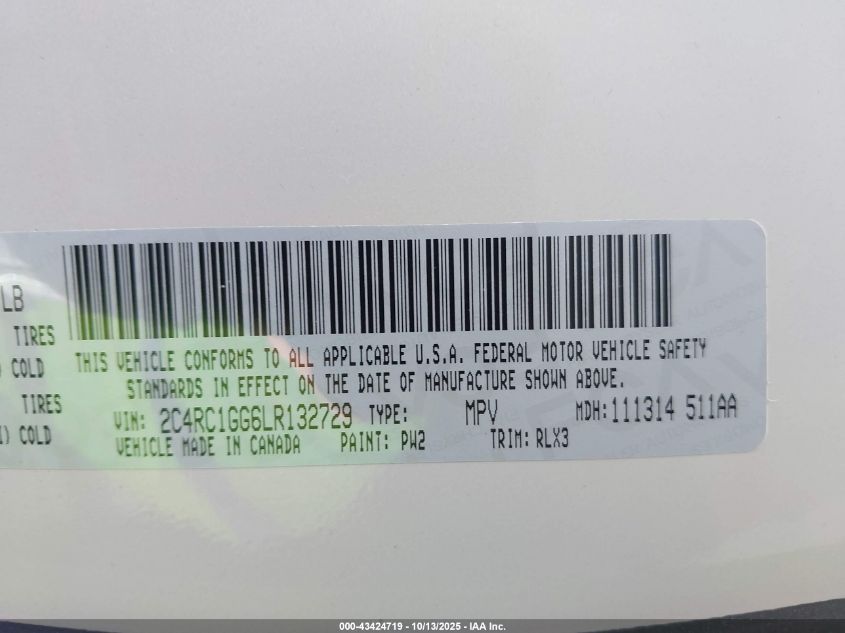 LB
TIRES
COLD
TIRES
) COLD
THIS VEHICLE CONFORMS TO ALL APPLICABLE U.S.A. FEDERAL MOTOR VEHICLE SAFETY
STANDARDS IN EFFECT ON THE DATE OF MANUFACTURE SHOWN ABOVE.
VIN: 2C4RC1GG6LR132729 TYPE: MPV MDH: 111314 511AA
VEHICLE MADE IN CANADA PAINT: PW2 TRIM: RLX3
000-43424719 - 10/13/2025 - IAA Inc.